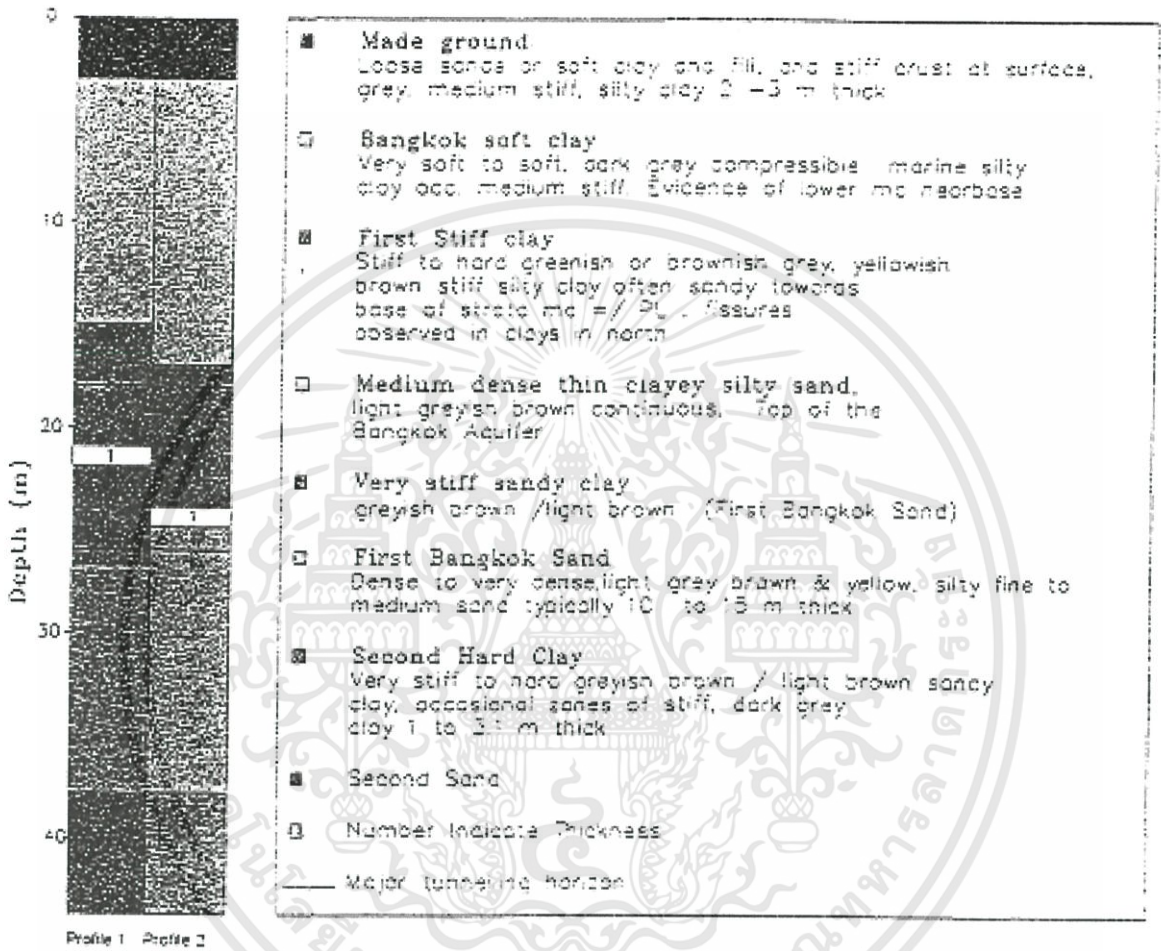 0
10
20
30
40
Depth (m)
1
1
Profile 1 Profile 2
Made ground
Loose sands or soft clay and fill, and stiff crust at surface,
grey, medium stiff, silty clay 2 -3 m thick
Bangkok soft clay
Very soft to soft, dark grey compressible marine silty
clay occ. medium stiff. Evidence of lower mc nearbase
First Stiff clay
Stiff to hard greenish or brownish grey, yellowish
brown stiff silty clay often sandy towards
base of strata mc =/ PL . fissures
observed in clays in north
Medium dense thin clayey silty sand,
light greyish brown continuous, Top of the
Bangkok Aquifer
Very stiff sandy clay
greyish brown /light brown (First Bangkok Sand)
First Bangkok Sand
Dense to very dense,light grey brown & yellow, silty fine to
medium sand typically 10 to 15 m thick
Second Hard Clay
Very stiff to hard greyish brown / light brown sandy
clay, occasional zones of stiff, dark grey
clay 1 to m thick
Second Sand
Number Indicate Thickness
Major tunnering horizon